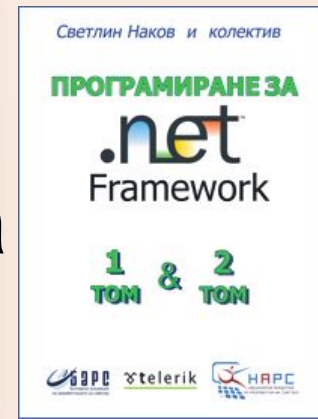 Светлин Наков и колектив
ПРОГРАМИРАНЕ ЗА
.net
Framework
1 & 2
ТОМ ТОМ
БАРС telerik НАРС